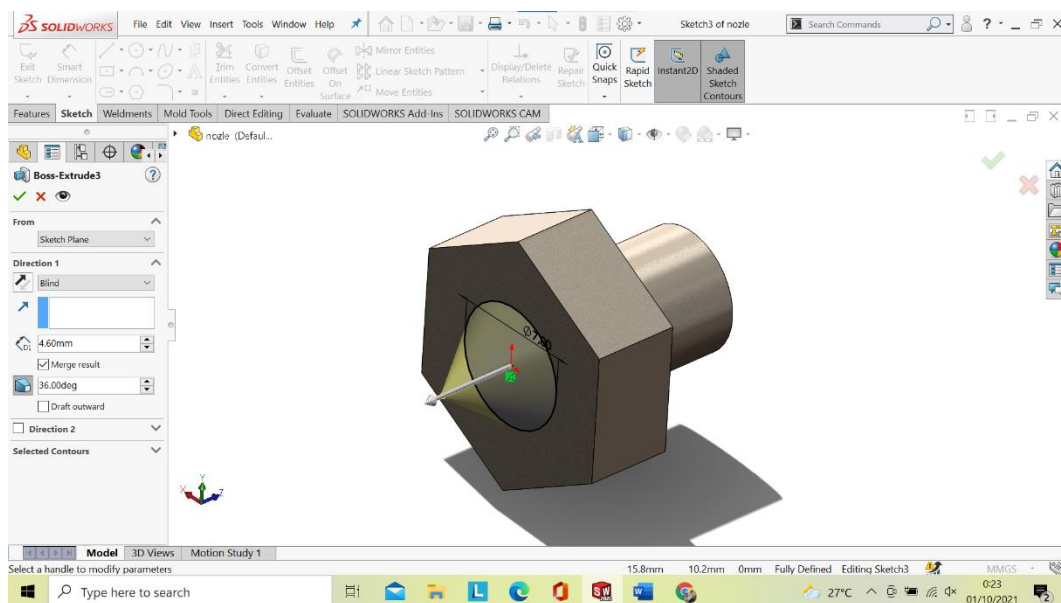 SOLIDWORKS File Edit View Insert Tools Window Help Sketch3 of nozle Search Commands ?
Exit Sketch Smart Dimension Trim Entities Convert Entities Offset Entities Offset On Surface Mirror Entities Linear Sketch Pattern Move Entities Display/Delete Relations Repair Sketch Quick Snaps Rapid Sketch Instant2D Shaded Sketch Contours
Features Sketch Weldments Mold Tools Direct Editing Evaluate SOLIDWORKS Add-Ins SOLIDWORKS CAM
nozle (Defaul...
Boss-Extrude3
From
Sketch Plane
Direction 1
Blind
4.60mm
Merge result
36.00deg
Draft outward
Direction 2
Selected Contours
Y
X
Z
Model 3D Views Motion Study 1
Select a handle to modify parameters 15.8mm 10.2mm 0mm Fully Defined Editing Sketch3 MMGS
Type here to search 27°C 0:23
01/10/2021